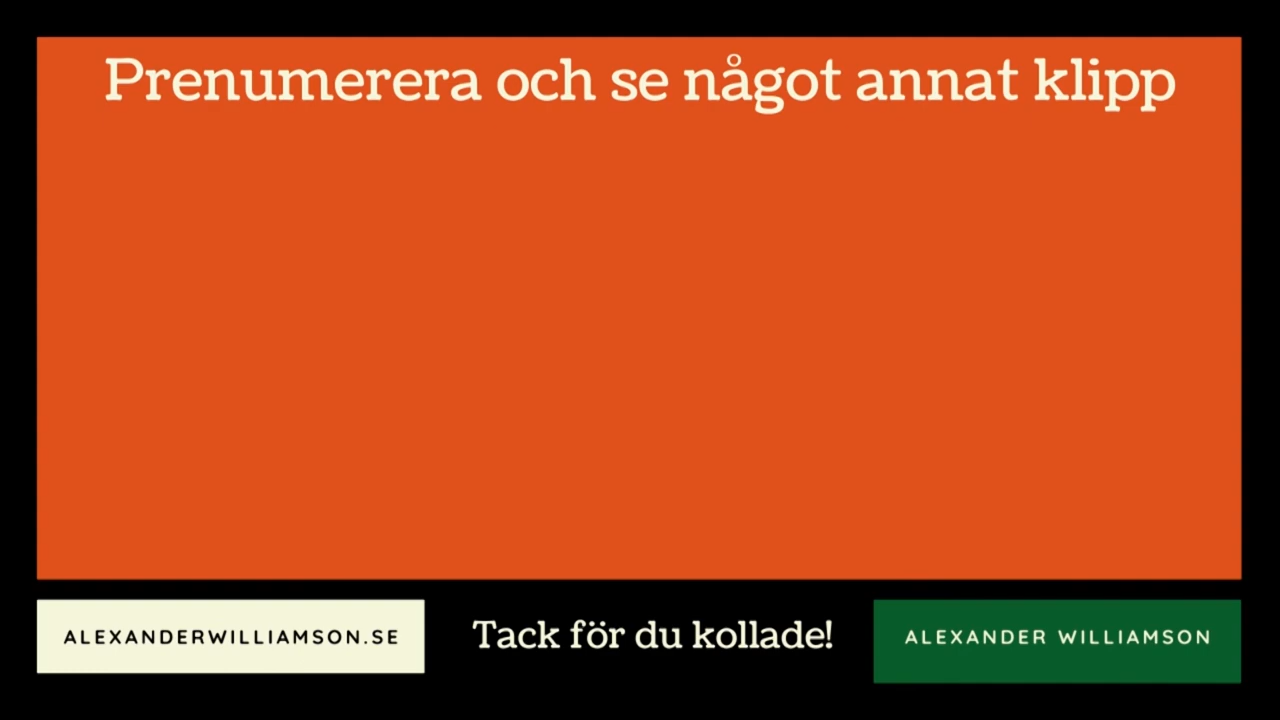 Prenumerera och se något annat klipp
ALEXANDERWILLIAMSON.SE
Tack för du kollade!
ALEXANDER WILLIAMSON